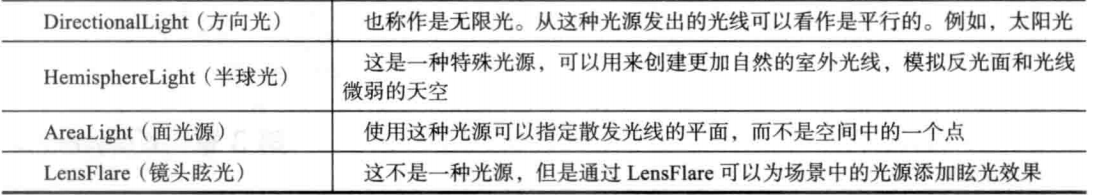 DirectionalLight（方向光） 也称作是无限光。从这种光源发出的光线可以看作是平行的。例如，太阳光
HemisphereLight（半球光） 这是一种特殊光源，可以用来创建更加自然的室外光线，模拟反光面和光线
微弱的天空
AreaLight（面光源） 使用这种光源可以指定散发光线的平面，而不是空间中的一个点
LensFlare（镜头眩光） 这不是一种光源，但是通过 LensFlare 可以为场景中的光源添加眩光效果